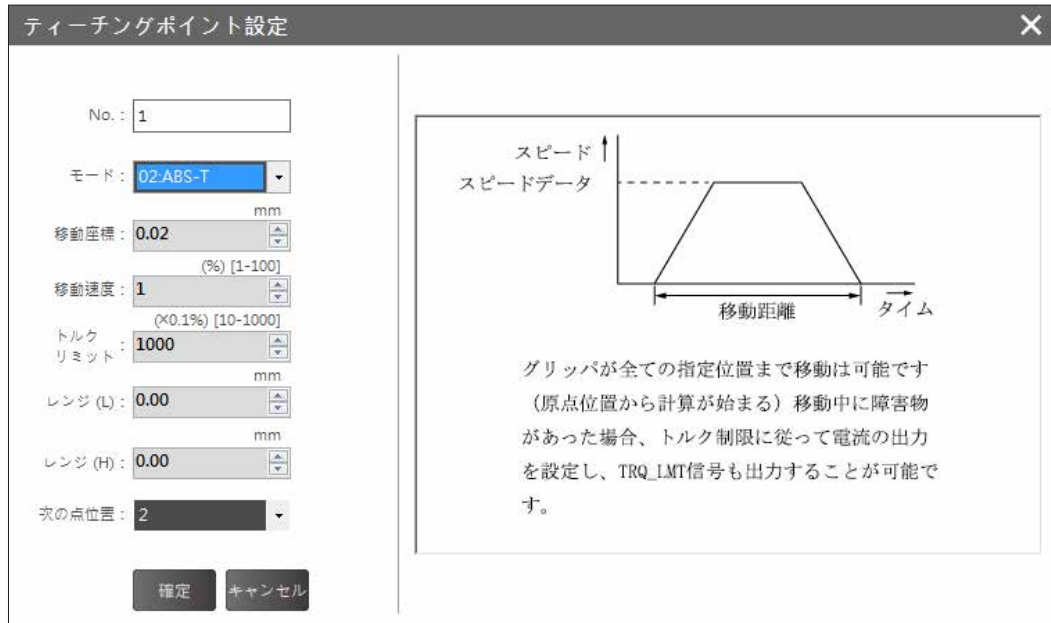 ティーチングポイント設定
No. : 1
モード : 02:ABS-T
mm
移動座標 : 0.02
(%) [1-100]
移動速度 : 1
(×0.1%) [10-1000]
トルク
リミット : 1000
mm
レンジ (L) : 0.00
mm
レンジ (H) : 0.00
次の点位置 : 2
確定 キャンセル
スピード
スピードデータ
移動距離
タイム
グリッパが全ての指定位置まで移動は可能です
（原点位置から計算が始まる）移動中に障害物
があった場合、トルク制限に従って電流の出力
を設定し、TRQ_LMT信号も出力することが可能で
す。